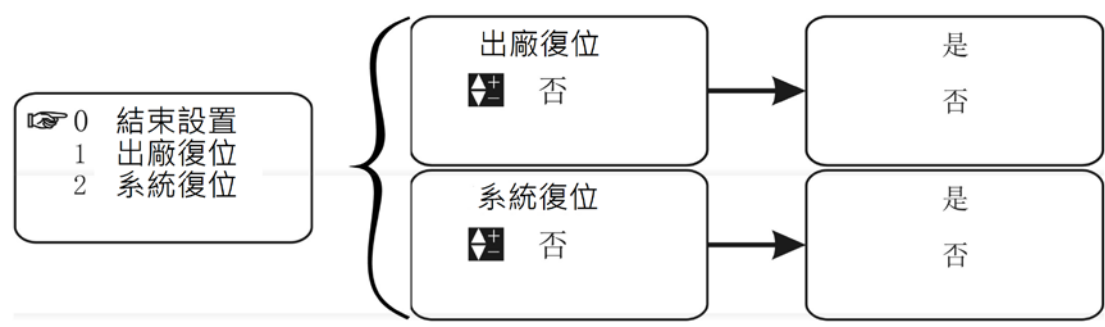 0 結束設置
1 出廠復位
2 系統復位
出廠復位
+
− 否
是
否
系統復位
+
− 否
是
否